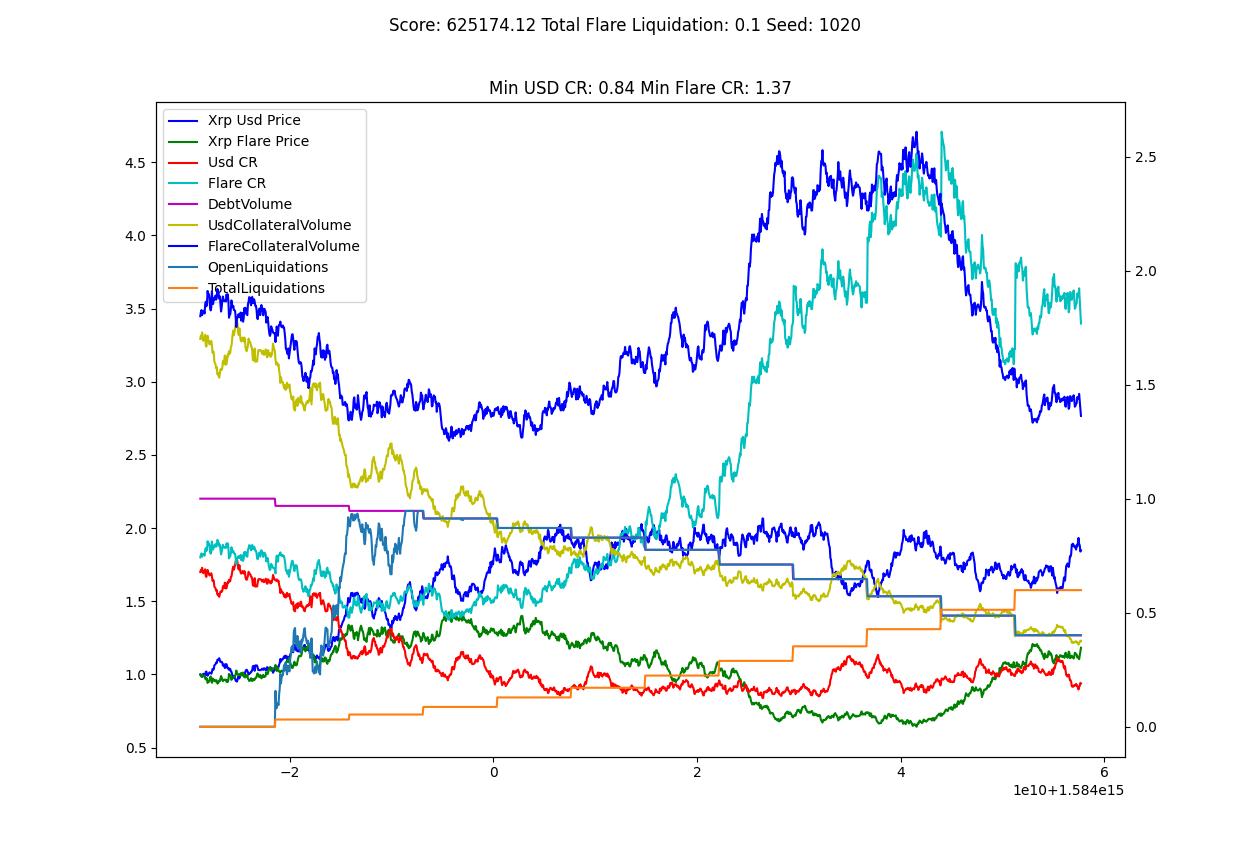 Score: 625174.12 Total Flare Liquidation: 0.1 Seed: 1020
Min USD CR: 0.84 Min Flare CR: 1.37
Xrp Usd Price
Xrp Flare Price
Usd CR
Flare CR
DebtVolume
UsdCollateralVolume
FlareCollateralVolume
OpenLiquidations
TotalLiquidations
4.5
4.0
3.5
3.0
2.5
2.0
1.5
1.0
0.5
2.5
2.0
1.5
1.0
0.5
0.0
−2
0
2
4
6
1e10+1.584e15